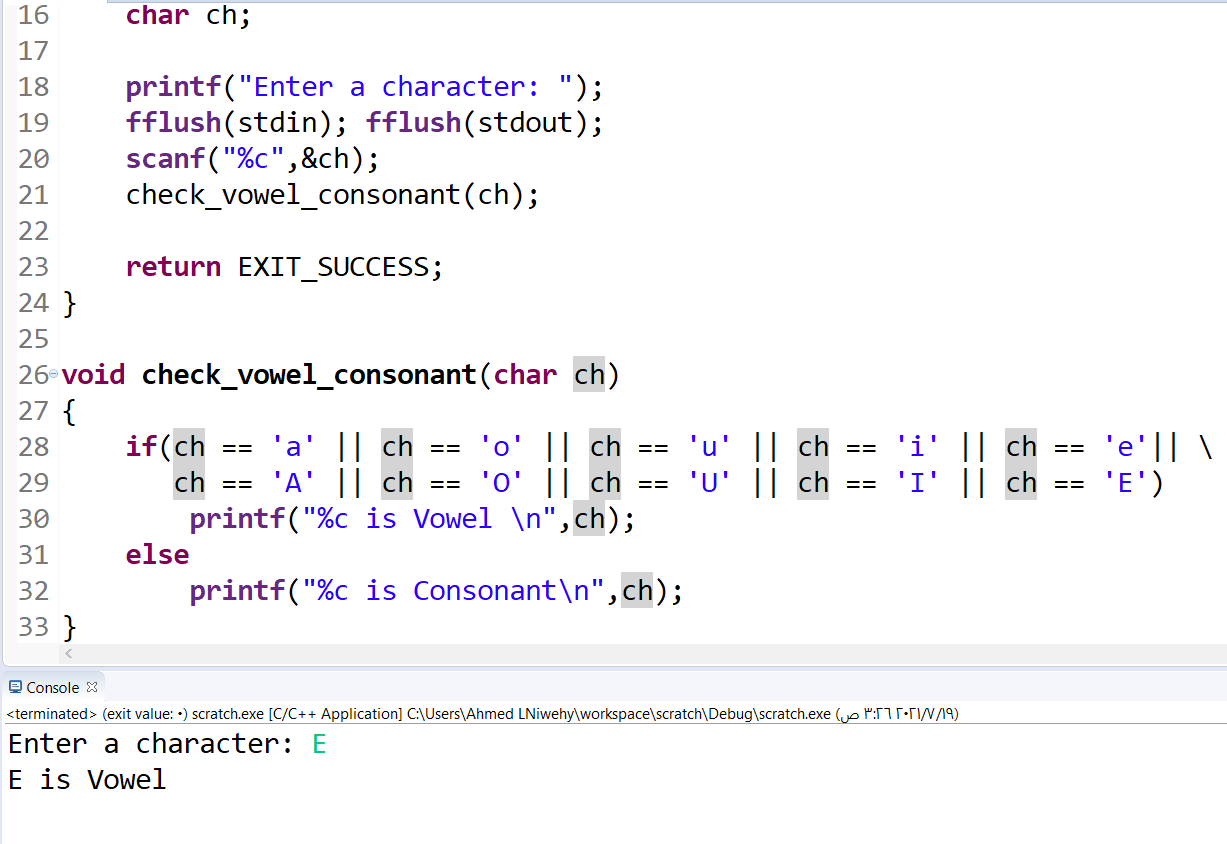 16     char ch;
17
18     printf("Enter a character: ");
19     fflush(stdin); fflush(stdout);
20     scanf("%c",&ch);
21     check_vowel_consonant(ch);
22
23     return EXIT_SUCCESS;
24 }
25
26 void check_vowel_consonant(char ch)
27 {
28     if(ch == 'a' || ch == 'o' || ch == 'u' || ch == 'i' || ch == 'e'|| \
29        ch == 'A' || ch == 'O' || ch == 'U' || ch == 'I' || ch == 'E')
30         printf("%c is Vowel \n",ch);
31     else
32         printf("%c is Consonant\n",ch);
33 }
Console
<terminated> (exit value: ٠) scratch.exe [C/C++ Application] C:\Users\Ahmed LNiwehy\workspace\scratch\Debug\scratch.exe (١٩‏/٧‏/٢٠٢١ ٣:٢٦ ص)
Enter a character: E
E is Vowel